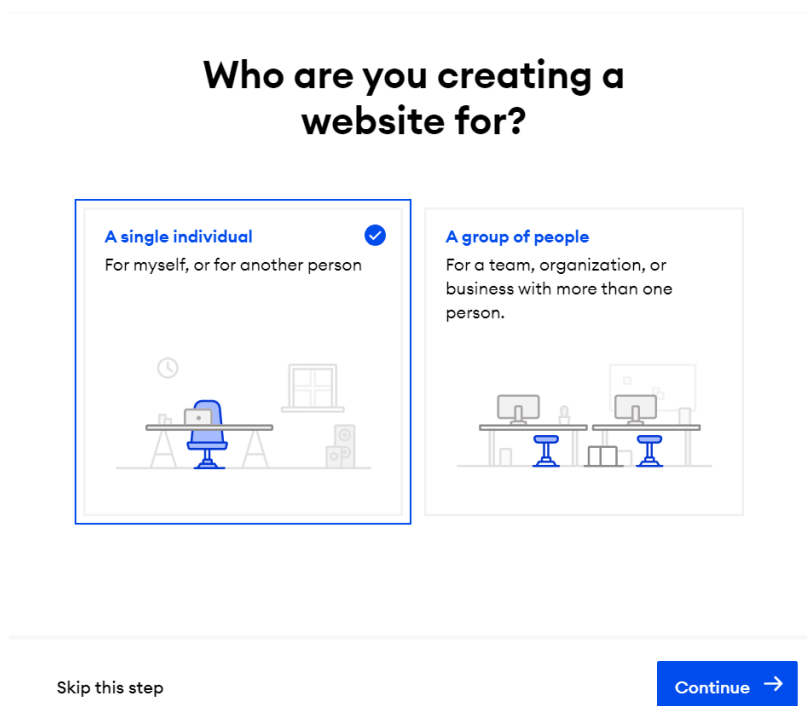 Who are you creating a
website for?
A single individual
For myself, or for another person
A group of people
For a team, organization, or
business with more than one
person.
Skip this step
Continue